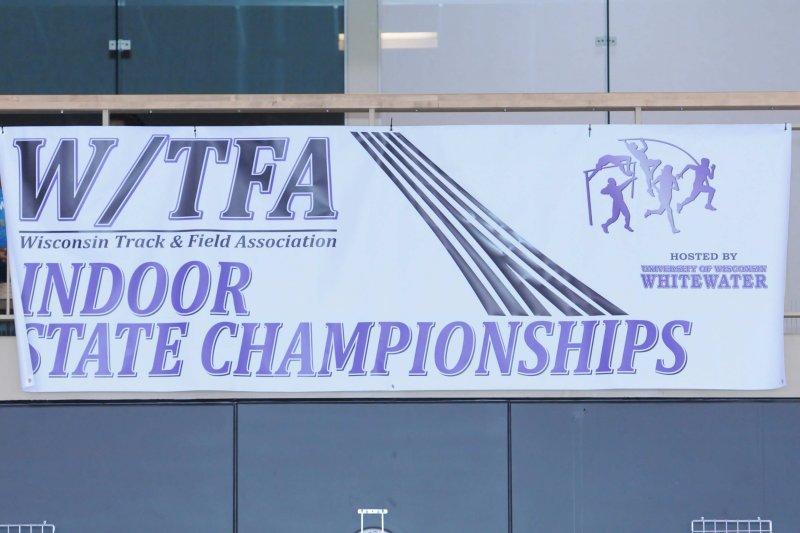 W/TFA
Wisconsin Track & Field Association
INDOOR
STATE CHAMPIONSHIPS
HOSTED BY
UNIVERSITY OF WISCONSIN
WHITEWATER